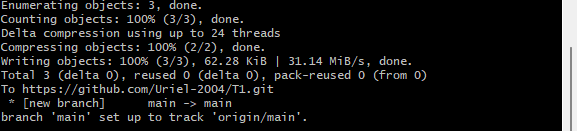 Enumerating objects: 3, done.
Counting objects: 100% (3/3), done.
Delta compression using up to 24 threads
Compressing objects: 100% (2/2), done.
Writing objects: 100% (3/3), 62.28 KiB | 31.14 MiB/s, done.
Total 3 (delta 0), reused 0 (delta 0), pack-reused 0 (from 0)
To https://github.com/Uriel-2004/T1.git
 * [new branch]      main -> main
branch 'main' set up to track 'origin/main'.